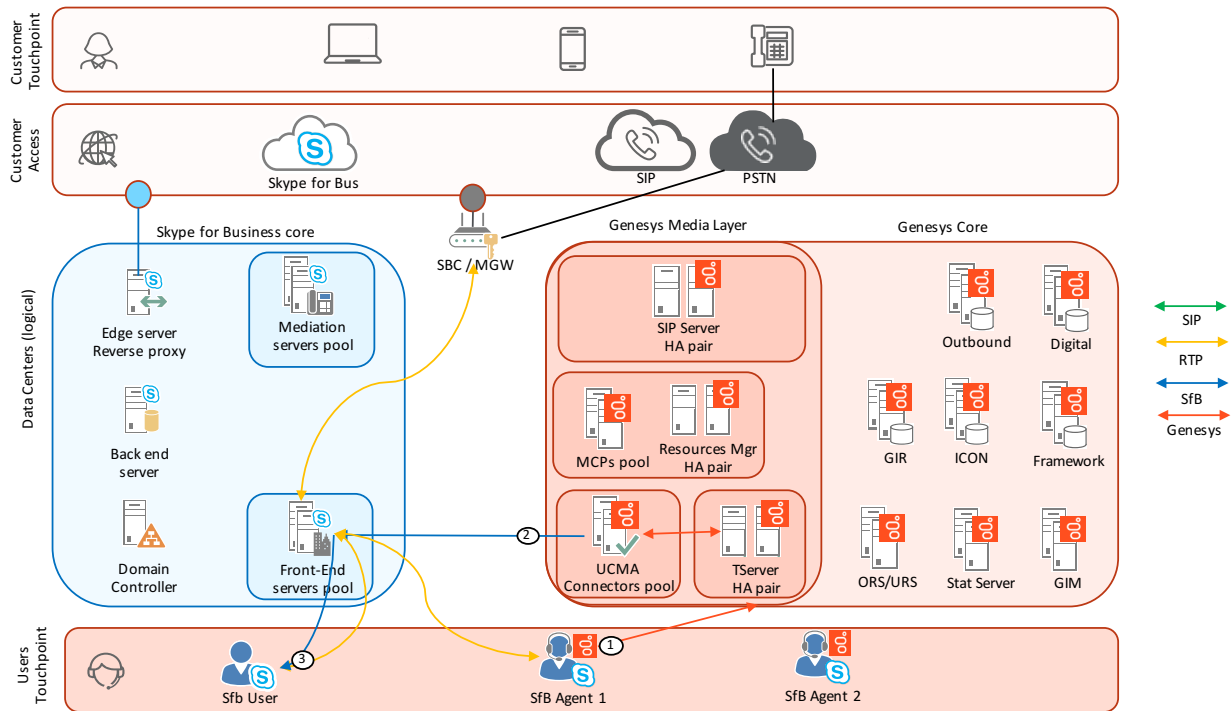 Customer
Touchpoint
Customer
Access
Skype for Bus
SIP
PSTN
Skype for Business core
SBC / MGW
Genesys Media Layer
Genesys Core
Data Centers (logical)
Edge server
Reverse proxy
Mediation
servers pool
SIP Server
HA pair
Outbound
Digital
SIP
RTP
SfB
Genesys
Back end
server
MCPs pool
Resources Mgr
HA pair
GIR
ICON
Framework
Domain
Controller
Front-End
servers pool
2
UCMA
Connectors pool
TServer
HA pair
ORS/URS
Stat Server
GIM
Users
Touchpoint
3
1
Sfb User
SfB Agent 1
SfB Agent 2